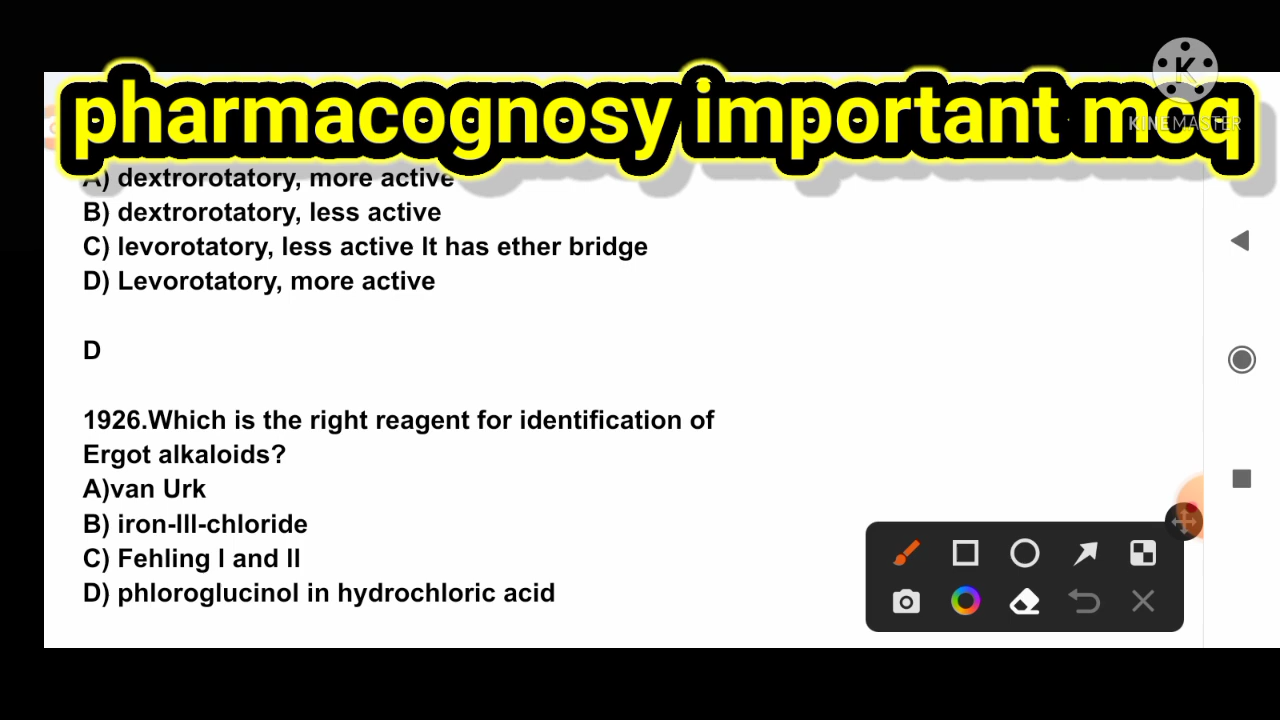 pharmacognosy important mcq
KINEMASTER
A) dextrorotatory, more active
B) dextrorotatory, less active
C) levorotatory, less active It has ether bridge
D) Levorotatory, more active
D
1926.Which is the right reagent for identification of
Ergot alkaloids?
A)van Urk
B) iron-III-chloride
C) Fehling I and II
D) phloroglucinol in hydrochloric acid